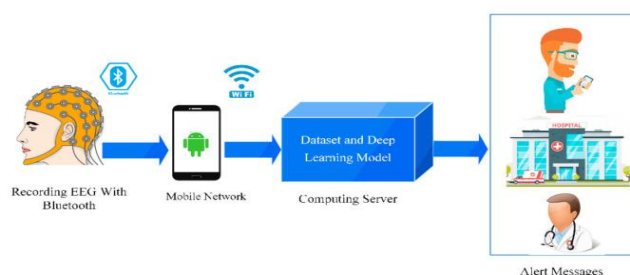 Wi Fi
HOSPITAL
Dataset and Deep
Learning Model
Recording EEG With
Bluetooth
Mobile Network
Computing Server
Alert Messages